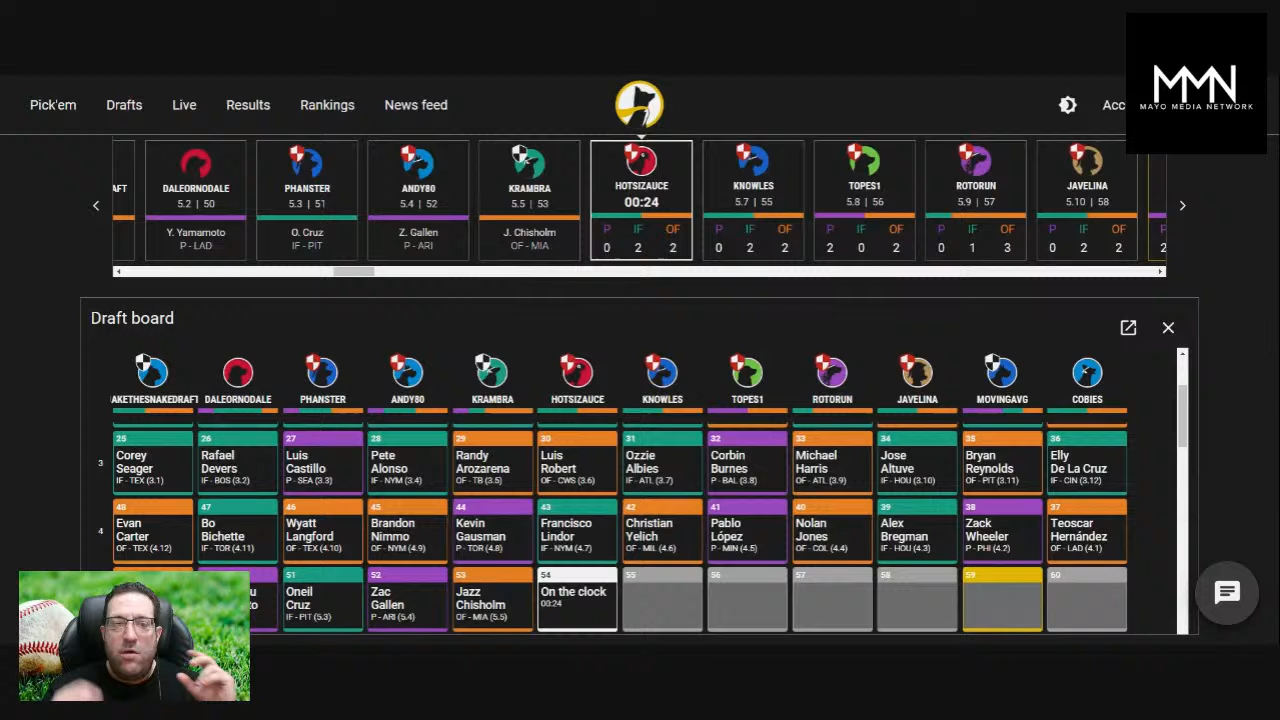 MMN
MAYO MEDIA NETWORK
Pick'em Drafts Live Results Rankings News feed Acc
AFT DALEORNODALE PHANSTER ANDY80 KRAMBRA HOTSIZAUCE KNOWLES TOPES1 ROTORUN JAVELINA
5.2 | 50 5.3 | 51 5.4 | 52 5.5 | 53 00:24 5.7 | 55 5.8 | 56 5.9 | 57 5.10 | 58
Y. Yamamoto O. Cruz Z. Gallen J. Chisholm P IF OF P IF OF P IF OF P IF OF P IF OF P
P - LAD IF - PIT P - ARI OF - MIA 0 2 2 0 2 2 2 0 2 0 1 3 0 2 2 2
Draft board
AKETHESNAKEDRAFT DALEORNODALE PHANSTER ANDY80 KRAMBRA HOTSIZAUCE KNOWLES TOPES1 ROTORUN JAVELINA MOVINGAVG COBIES
25 26 27 28 29 30 31 32 33 34 35 36
Corey Rafael Luis Pete Randy Luis Ozzie Corbin Michael Jose Bryan Elly
3 Seager Devers Castillo Alonso Arozarena Robert Albies Burnes Harris Altuve Reynolds De La Cruz
IF - TEX (3.1) IF - BOS (3.2) P - SEA (3.3) IF - NYM (3.4) OF - TB (3.5) OF - CWS (3.6) IF - ATL (3.7) P - BAL (3.8) OF - ATL (3.9) IF - HOU (3.10) OF - PIT (3.11) IF - CIN (3.12)
48 47 46 45 44 43 42 41 40 39 38 37
Evan Bo Wyatt Brandon Kevin Francisco Christian Pablo Nolan Alex Zack Teoscar
4 Carter Bichette Langford Nimmo Gausman Lindor Yelich López Jones Bregman Wheeler Hernández
OF - TEX (4.12) IF - TOR (4.11) OF - TEX (4.10) OF - NYM (4.9) P - TOR (4.8) IF - NYM (4.7) OF - MIL (4.6) P - MIN (4.5) OF - COL (4.4) IF - HOU (4.3) P - PHI (4.2) OF - LAD (4.1)
51 52 53 54 55 56 57 58 59 60
u Oneil Zac Jazz On the clock
to Cruz Gallen Chisholm 00:24
IF - PIT (5.3) P - ARI (5.4) OF - MIA (5.5)